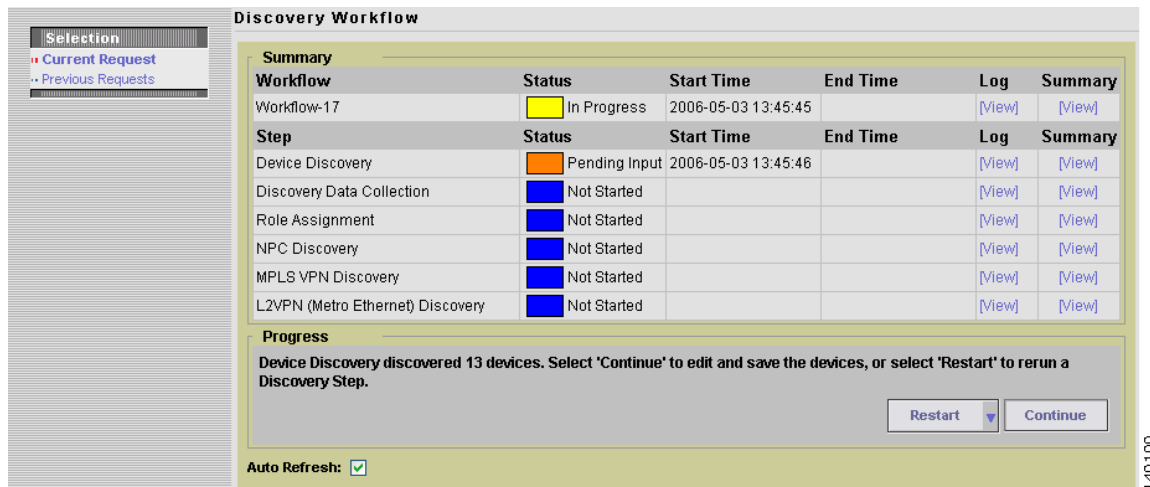 Discovery Workflow
Selection
Current Request
Previous Requests
Summary
Workflow Status Start Time End Time Log Summary
Workflow-17 In Progress 2006-05-03 13:45:45 [View] [View]
Step Status Start Time End Time Log Summary
Device Discovery Pending Input 2006-05-03 13:45:46 [View] [View]
Discovery Data Collection Not Started [View] [View]
Role Assignment Not Started [View] [View]
NPC Discovery Not Started [View] [View]
MPLS VPN Discovery Not Started [View] [View]
L2VPN (Metro Ethernet) Discovery Not Started [View] [View]
Progress
Device Discovery discovered 13 devices. Select 'Continue' to edit and save the devices, or select 'Restart' to rerun a
Discovery Step.
Restart Continue
Auto Refresh: